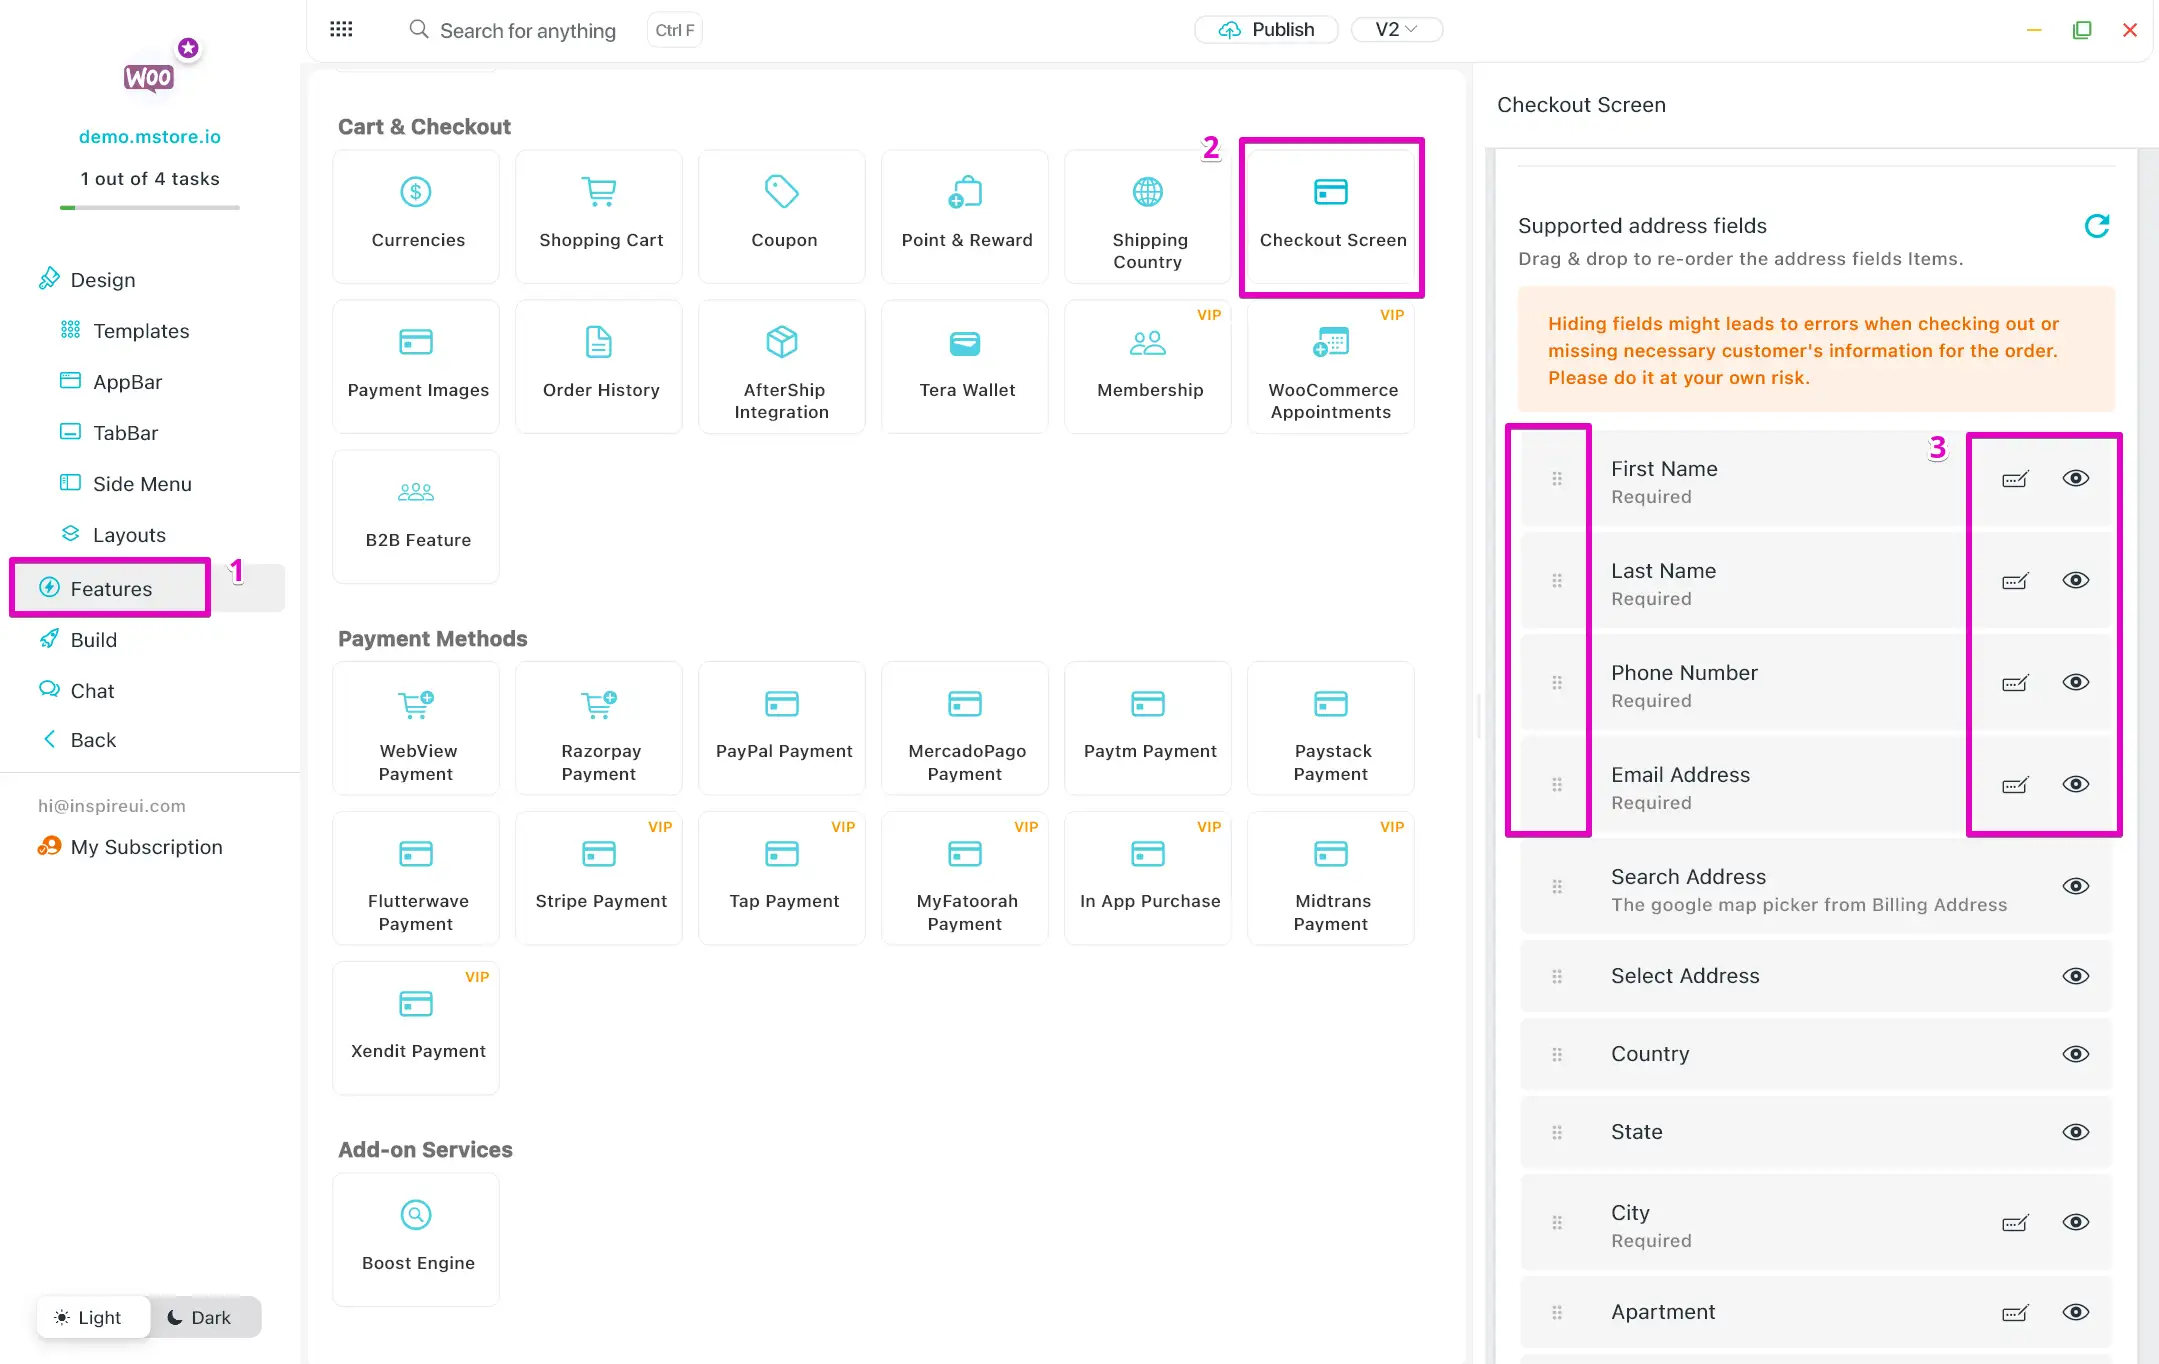 Search for anything
Ctrl F
Publish
V2
WOO
demo.mstore.io
1 out of 4 tasks
Design
Templates
AppBar
TabBar
Side Menu
Layouts
Features
1
Build
Chat
Back
hi@inspireui.com
My Subscription
Light
Dark
Cart & Checkout
2
Currencies
Shopping Cart
Coupon
Point & Reward
Shipping
Country
Checkout Screen
Payment Images
Order History
AfterShip
Integration
Tera Wallet
VIP
Membership
VIP
WooCommerce
Appointments
B2B Feature
Payment Methods
WebView
Payment
Razorpay
Payment
PayPal Payment
MercadoPago
Payment
Paytm Payment
Paystack
Payment
Flutterwave
Payment
VIP
Stripe Payment
VIP
Tap Payment
VIP
MyFatoorah
Payment
VIP
In App Purchase
VIP
Midtrans
Payment
VIP
Xendit Payment
Add-on Services
Boost Engine
Checkout Screen
Supported address fields
Drag & drop to re-order the address fields Items.
Hiding fields might leads to errors when checking out or
missing necessary customer's information for the order.
Please do it at your own risk.
3
First Name
Required
Last Name
Required
Phone Number
Required
Email Address
Required
Search Address
The google map picker from Billing Address
Select Address
Country
State
City
Required
Apartment